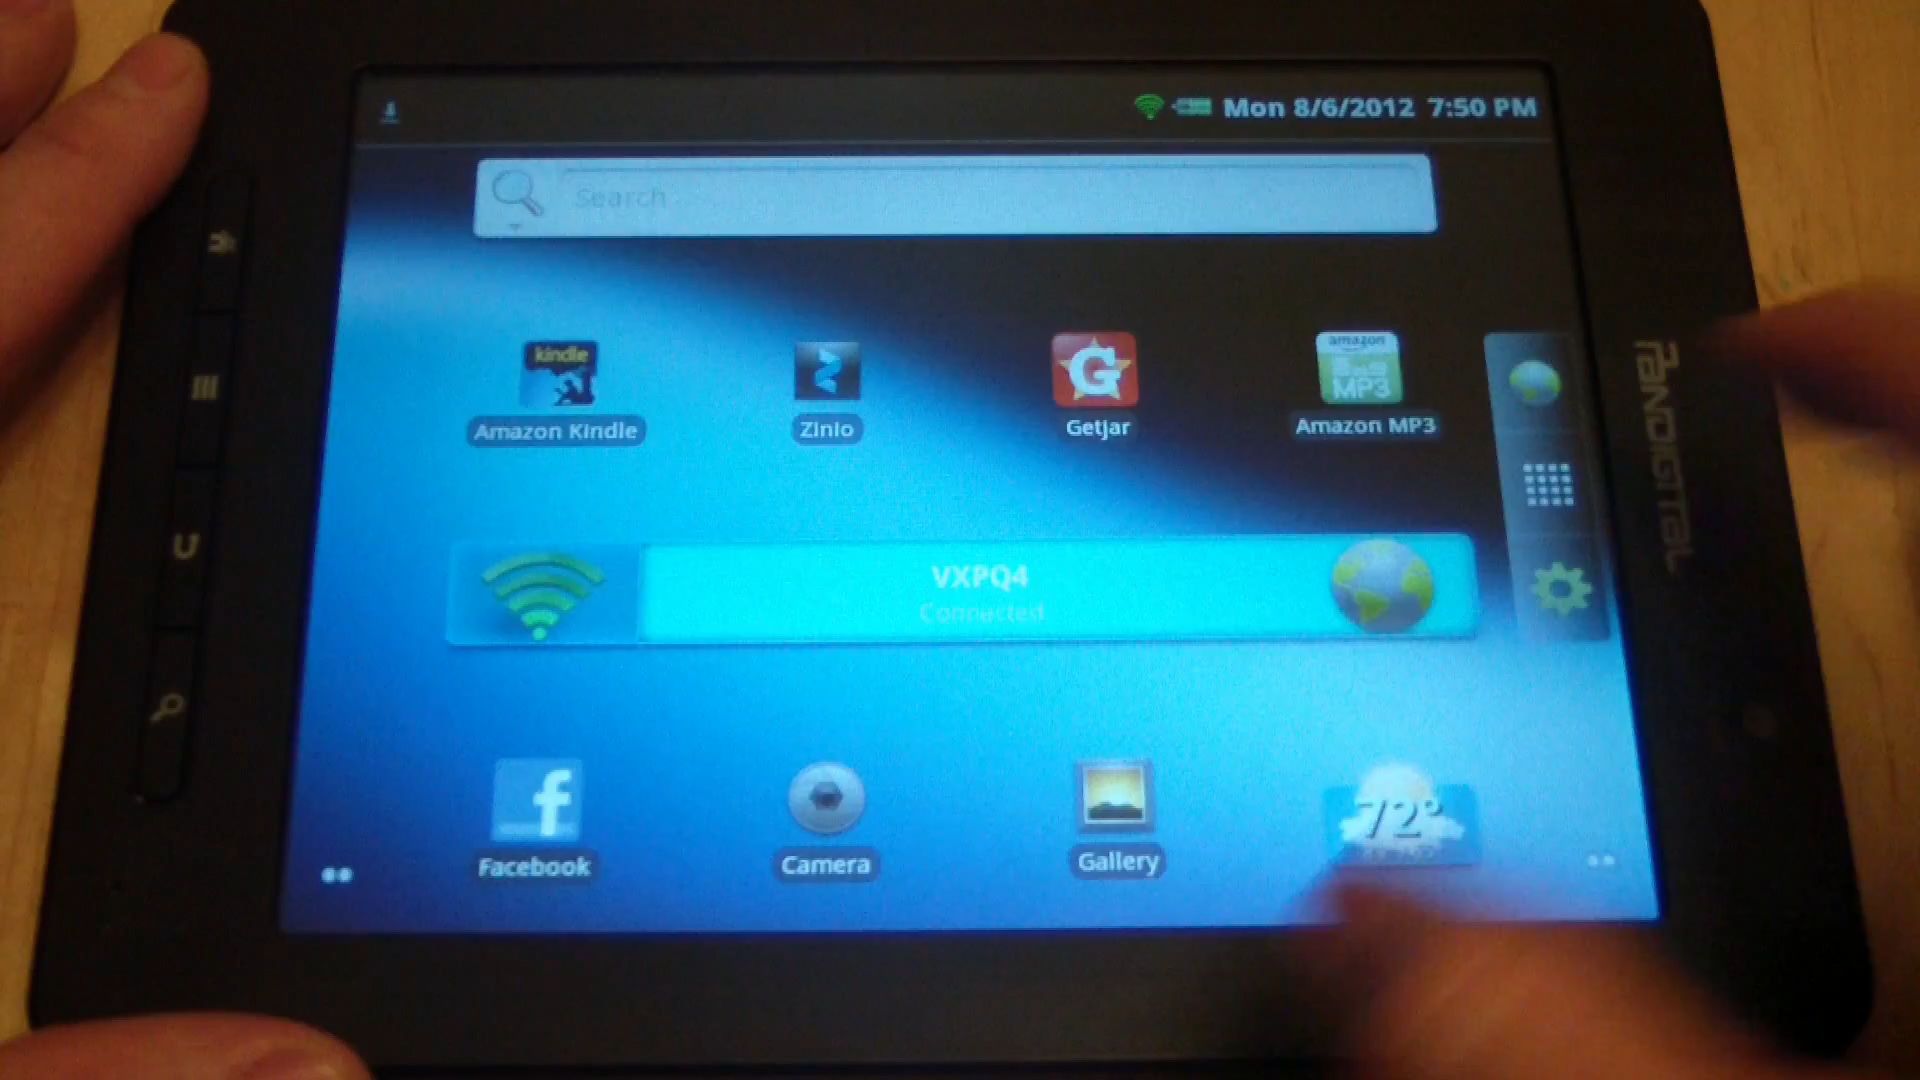 Mon 8/6/2012 7:50 PM
Search
kindle
amazon
MP3
Amazon Kindle
Zinio
GetJar
Amazon MP3
PANDIGITAL
VXPQ4
Connected
72°
Facebook
Camera
Gallery